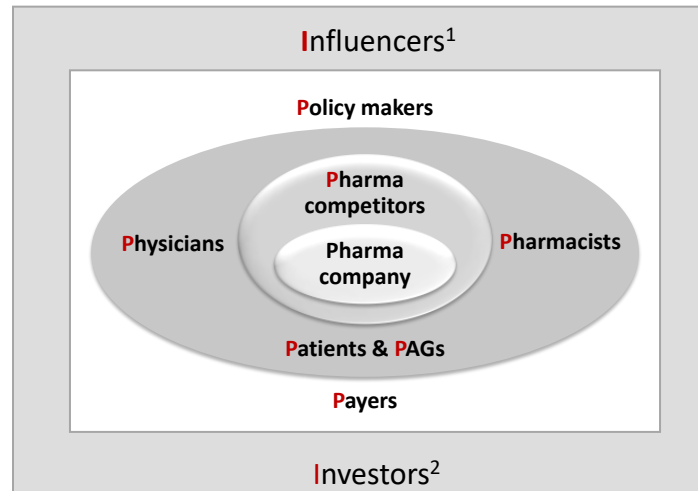 Influencers¹
Policy makers
Pharma
competitors
Physicians
Pharmacists
Pharma
company
Patients & PAGs
Payers
Investors²